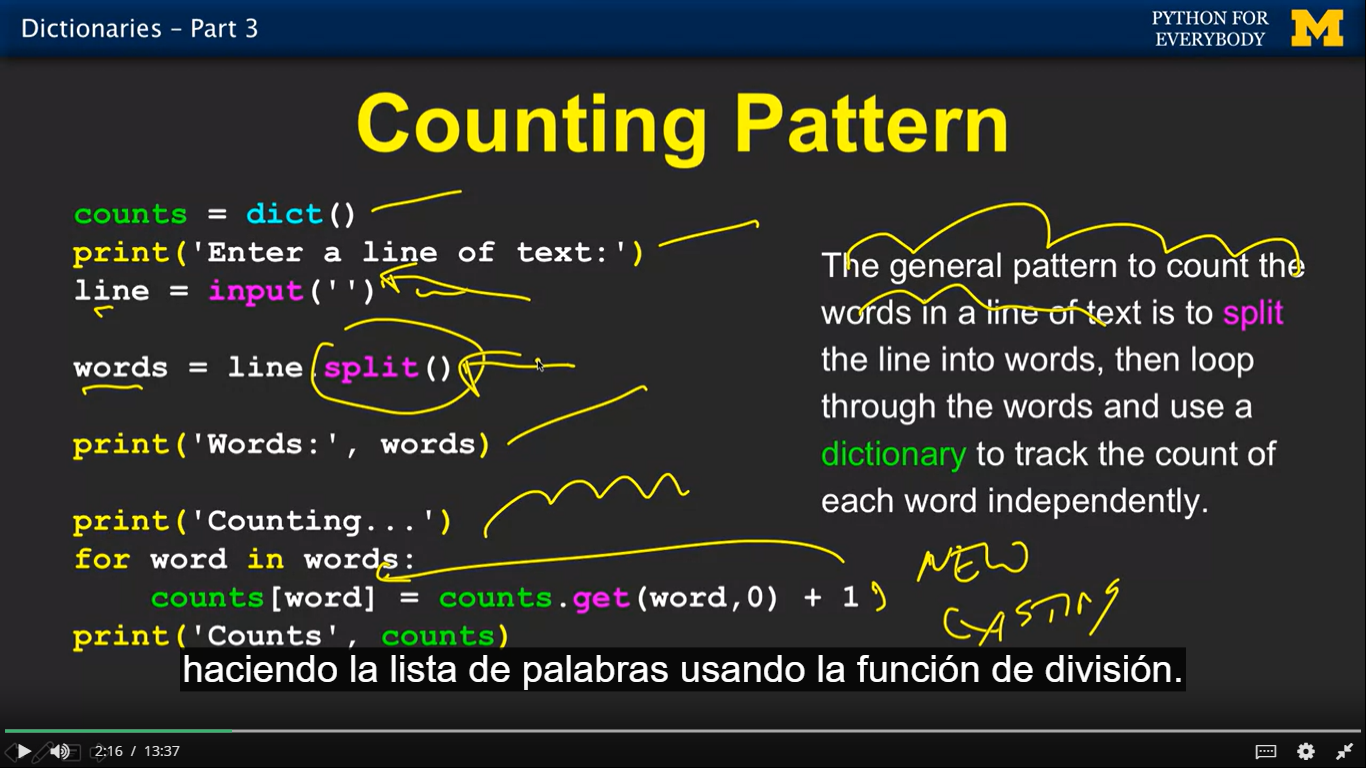 Dictionaries – Part 3
PYTHON FOR
EVERYBODY
M
Counting Pattern
counts = dict()
print('Enter a line of text:')
line = input('')
words = line.split()
print('Words:', words)
print('Counting...')
for word in words:
    counts[word] = counts.get(word,0) + 1
print('Counts', counts)
The general pattern to count the
words in a line of text is to split
the line into words, then loop
through the words and use a
dictionary to track the count of
each word independently.
NEW
haciendo la lista de palabras usando la función de división.
2:16 / 13:37